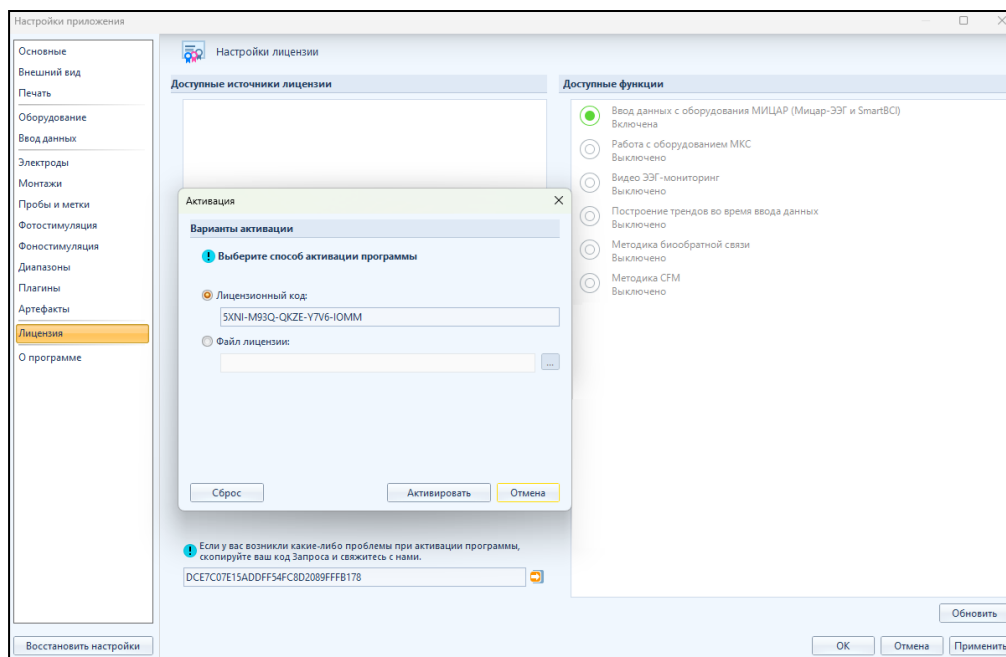 Настройки приложения
Основные
Внешний вид
Печать
Оборудование
Ввод данных
Электроды
Монтажи
Пробы и метки
Фотостимуляция
Фоностимуляция
Диапазоны
Плагины
Артефакты
Лицензия
О программе
Восстановить настройки
Настройки лицензии
Доступные источники лицензии
Активация
Варианты активации
Выберите способ активации программы
Лицензионный код:
5XNI-M93Q-QKZE-Y7V6-IOMM
Файл лицензии:
...
Сброс
Активировать
Отмена
Если у вас возникли какие-либо проблемы при активации программы,
скопируйте ваш код Запроса и свяжитесь с нами.
DCE7C07E15ADDFF54FC8D2089FFFB178
Доступные функции
Ввод данных с оборудования МИЦАР (Мицар-ЭЭГ и SmartBCI)
Включена
Работа с оборудованием МКС
Выключено
Видео ЭЭГ-мониторинг
Выключено
Построение трендов во время ввода данных
Выключено
Методика биообратной связи
Выключено
Методика CFM
Выключено
Обновить
ОК
Отмена
Применить